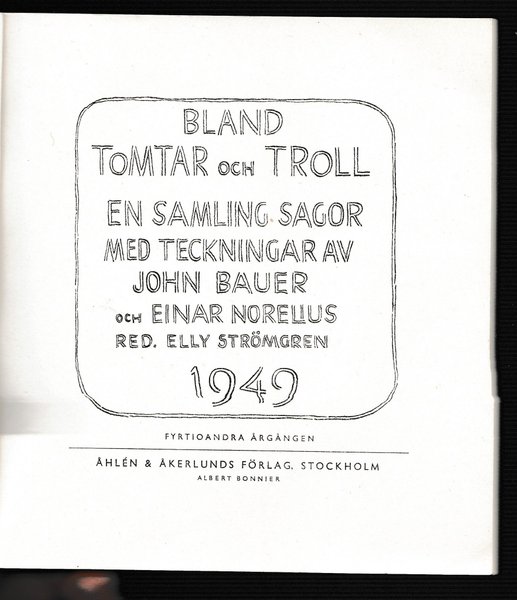 BLAND
TOMTAR OCH TROLL
EN SAMLING SAGOR
MED TECKNINGAR AV
JOHN BAUER
OCH EINAR NORELIUS
RED. ELLY STRÖMGREN
1949
FYRTIOANDRA ÅRGÅNGEN
ÅHLÉN & ÅKERLUNDS FÖRLAG, STOCKHOLM
ALBERT BONNIER